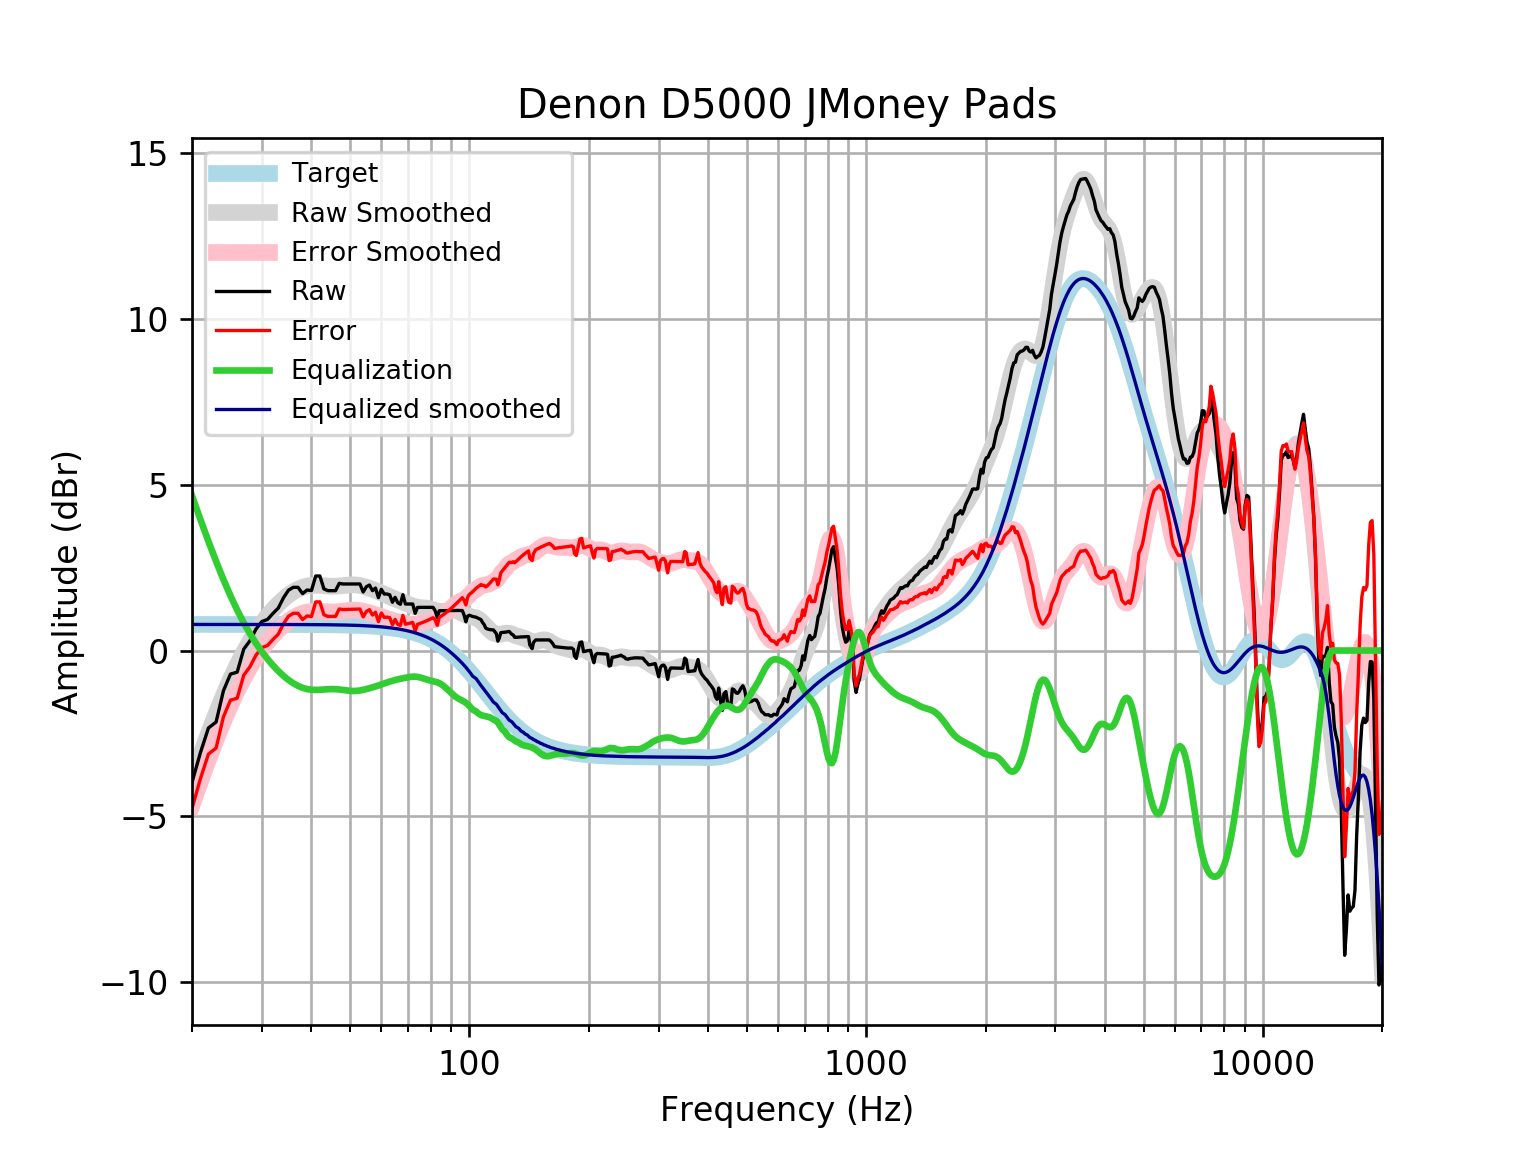 Denon D5000 JMoney Pads
Target
Raw Smoothed
Error Smoothed
Raw
Error
Equalization
Equalized smoothed
15
10
5
0
−5
−10
Amplitude (dBr)
100
1000
10000
Frequency (Hz)